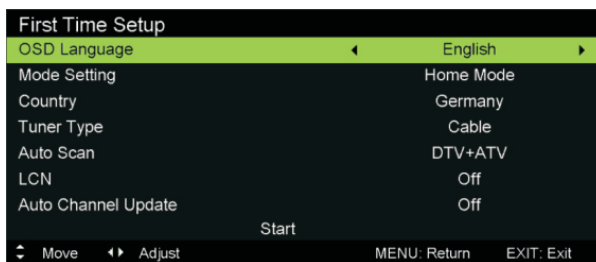 First Time Setup
OSD Language English
Mode Setting Home Mode
Country Germany
Tuner Type Cable
Auto Scan DTV+ATV
LCN Off
Auto Channel Update Off
Start
Move Adjust MENU: Return EXIT: Exit